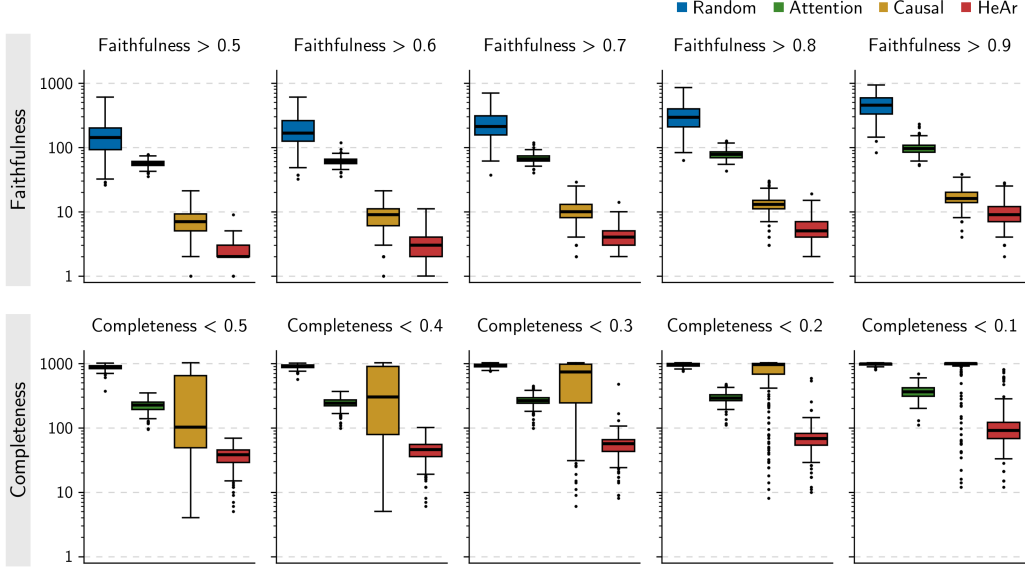 Random Attention Causal HeAr
Faithfulness > 0.5 Faithfulness > 0.6 Faithfulness > 0.7 Faithfulness > 0.8 Faithfulness > 0.9
Faithfulness
1000
100
10
1
Completeness < 0.5 Completeness < 0.4 Completeness < 0.3 Completeness < 0.2 Completeness < 0.1
Completeness
1000
100
10
1